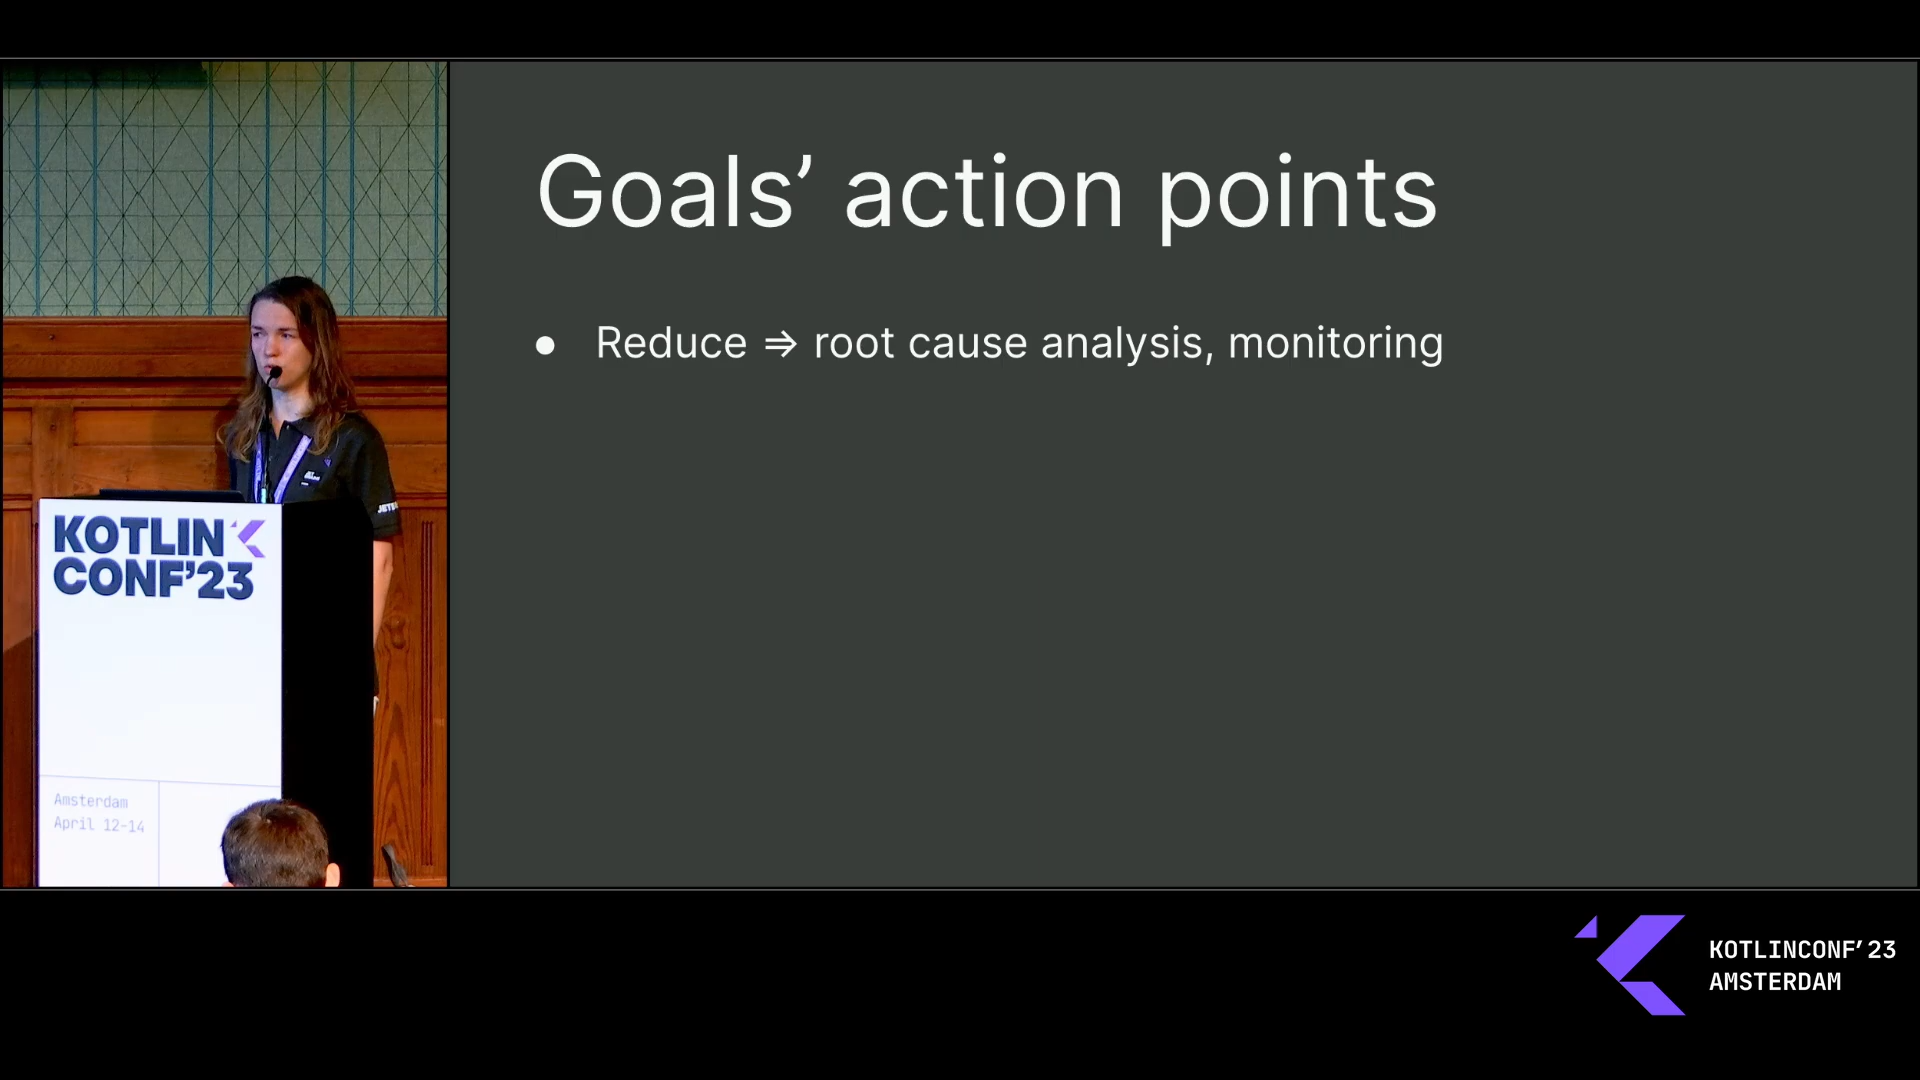 Goals’ action points
● Reduce ⇒ root cause analysis, monitoring
KOTLIN
CONF’23
Amsterdam
April 12-14
KOTLINCONF’23
AMSTERDAM